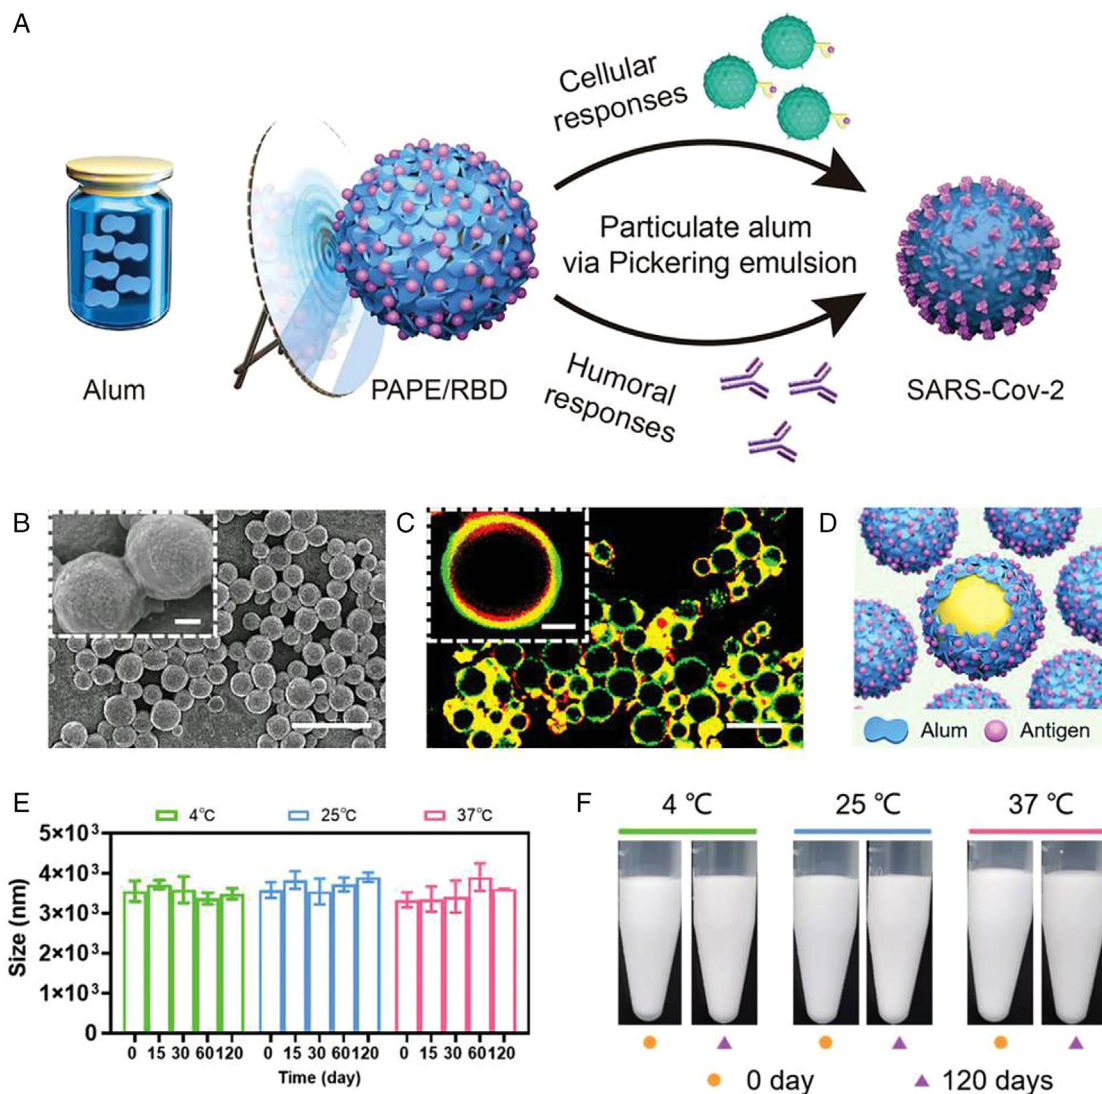 A
Cellular
responses
Particulate alum
via Pickering emulsion
Humoral
responses
Alum
PAPE/RBD
SARS-Cov-2
B
C
D
Alum
Antigen
E
4℃
25℃
37℃
5×10³
4×10³
3×10³
2×10³
1×10³
0
Size (nm)
0 15 30 60 120 0 15 30 60 120 0 15 30 60 120
Time (day)
F
4 ℃
25 ℃
37 ℃
0 day
120 days